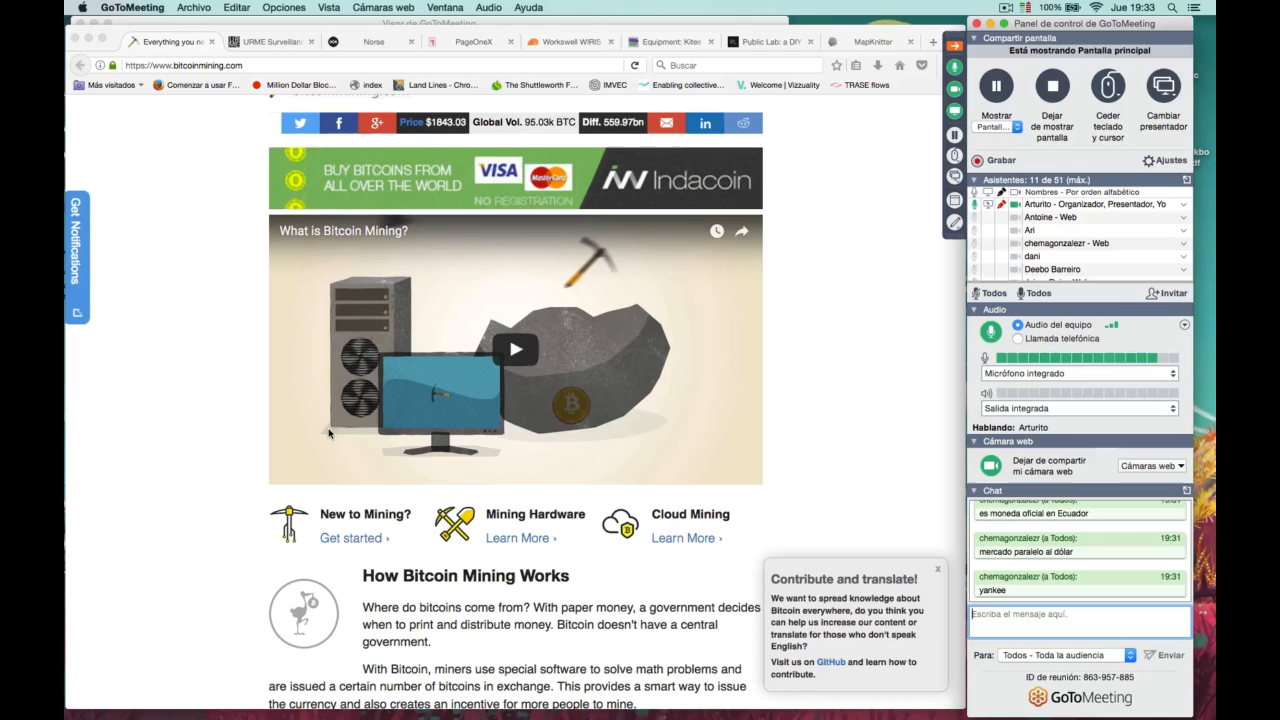 GoToMeeting Archivo Editar Opciones Vista Cámaras web Ventana Audio Ayuda
100% Jue 19:33
Visor de GoToMeeting
Everything you ne
URME Surveillan
Norse
PageOneX
Workswell WIRIS
Equipment: Kites
Public Lab: a DIY
MapKnitter
https://www.bitcoinmining.com
Buscar
Más visitados
Comenzar a usar F...
Million Dollar Bloc...
index
Land Lines - Chro...
The Shuttleworth F...
IMVEC
Enabling collective...
Welcome | Vizzuality
TRASE flows
Price $1843.03 Global Vol. 95.03k BTC Diff. 559.97bn
BUY BITCOINS FROM
ALL OVER THE WORLD
VISA
MasterCard
NO REGISTRATION
Indacoin
Get Notifications
What is Bitcoin Mining?
New to Mining?
Get started ›
Mining Hardware
Learn More ›
Cloud Mining
Learn More ›
How Bitcoin Mining Works
Where do bitcoins come from? With paper money, a government decides
when to print and distribute money. Bitcoin doesn't have a central
government.
With Bitcoin, miners use special software to solve math problems and
are issued a certain number of bitcoins in exchange. This provides a smart way to issue
the currency and also creates an incentive for more people to mine.
x
Contribute and translate!
We want to spread knowledge about
Bitcoin everywhere, do you think you
can help us increase our content or
translate for those who don't speak
English?
Visit us on GitHub and learn how to
contribute.
Panel de control de GoToMeeting
Compartir pantalla
Está mostrando Pantalla principal
Mostrar
Pantall...
Dejar
de mostrar
pantalla
Ceder
teclado
y cursor
Cambiar
presentador
Grabar
Ajustes
Asistentes: 11 de 51 (máx.)
Nombres - Por orden alfabético
Arturito - Organizador, Presentador, Yo
Antoine - Web
Ari
chemagonzalezr - Web
dani
Deebo Barreiro
Todos
Todos
Invitar
Audio
Audio del equipo
Llamada telefónica
Micrófono integrado
Salida integrada
Hablando: Arturito
Cámara web
Dejar de compartir
mi cámara web
Cámaras web
Chat
chemagonzalezr (a Todos): 19:31
es moneda oficial en Ecuador
chemagonzalezr (a Todos): 19:31
mercado paralelo al dólar
chemagonzalezr (a Todos): 19:31
yankee
Escriba el mensaje aquí.
Para: Todos - Toda la audiencia
Enviar
ID de reunión: 863-957-885
GoToMeeting